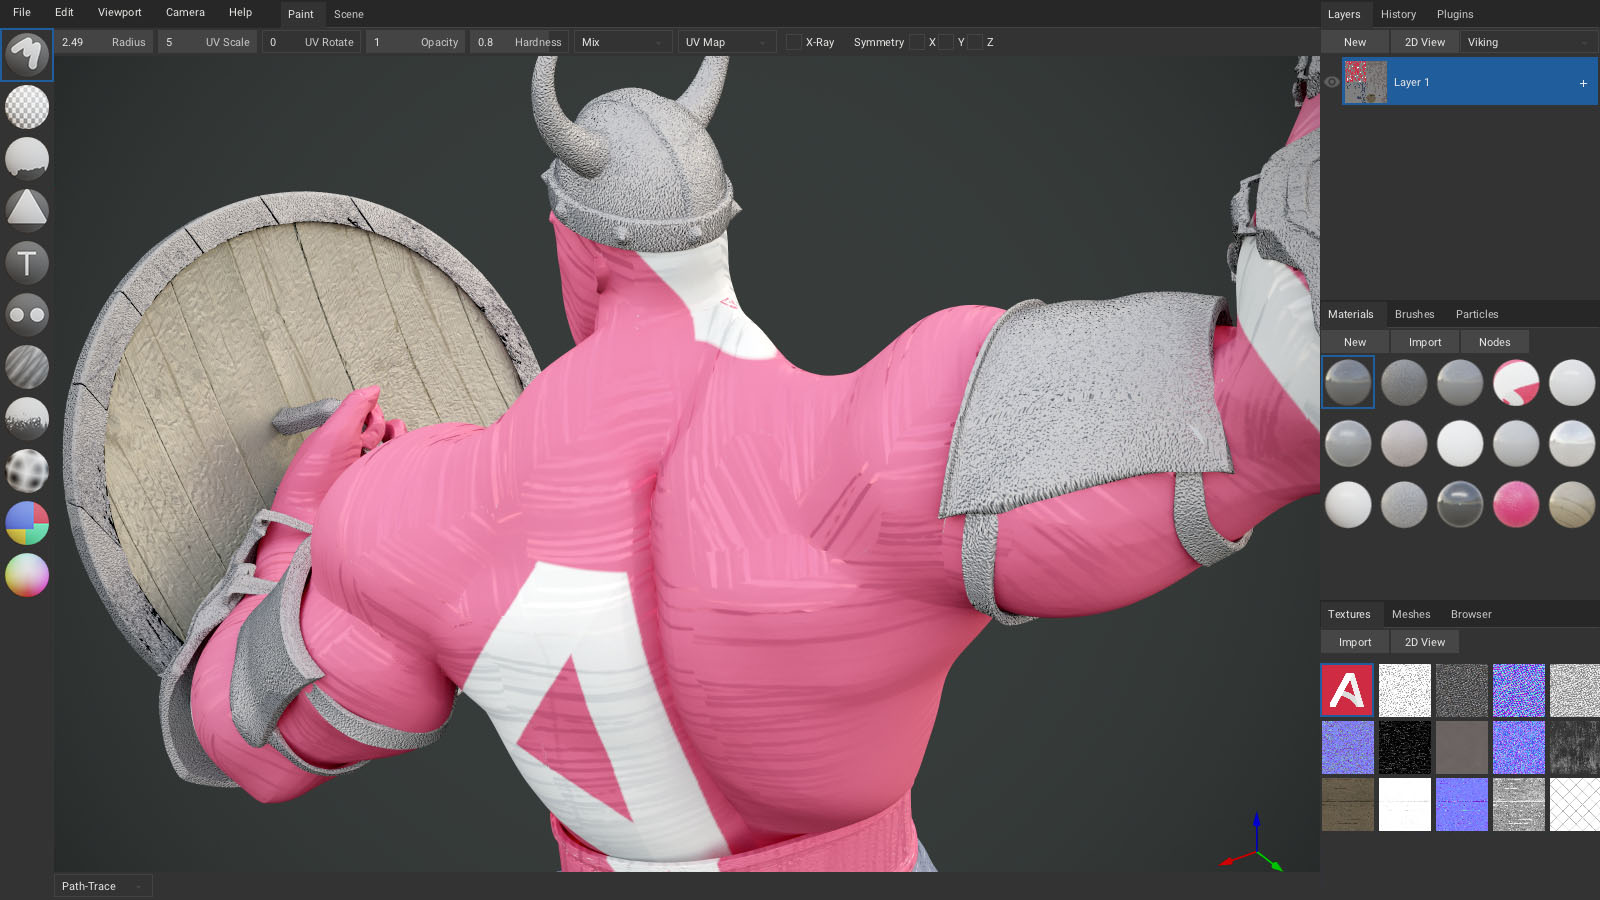 File Edit Viewport Camera Help Paint Scene
2.49 Radius 5 UV Scale 0 UV Rotate 1 Opacity 0.8 Hardness Mix UV Map X-Ray Symmetry X Y Z
T
Layers History Plugins
New 2D View Viking
Layer 1 +
Materials Brushes Particles
New Import Nodes
Textures Meshes Browser
Import 2D View
A
Path-Trace